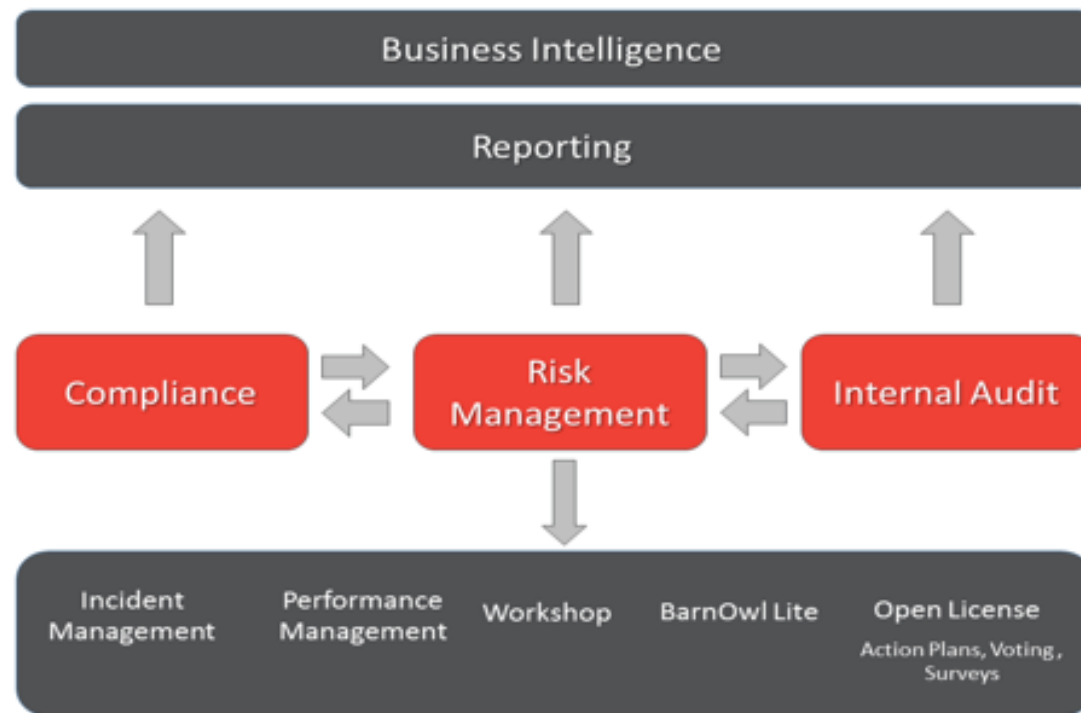 Business Intelligence
Reporting
Compliance
Risk
Management
Internal Audit
Incident
Management
Performance
Management
Workshop
BarnOwl Lite
Open License
Action Plans, Voting ,
Surveys